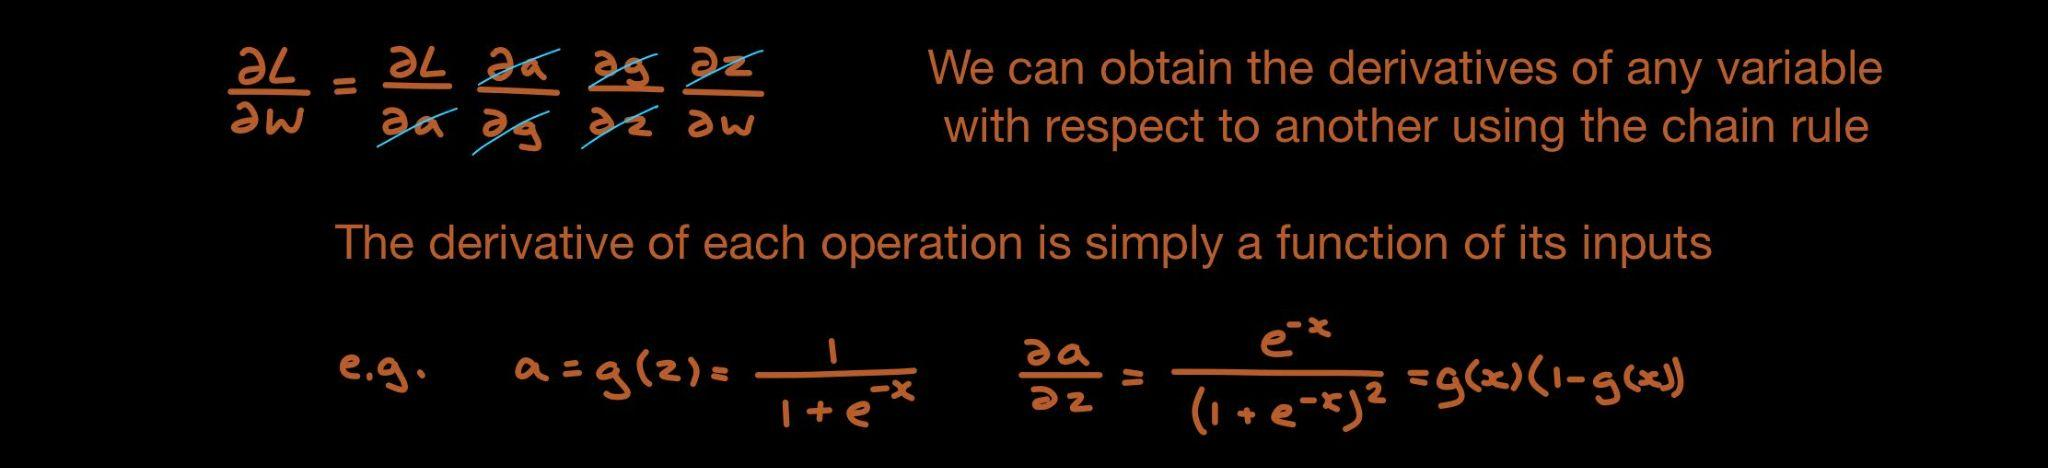 ∂L/∂w = ∂L/∂a ∂a/∂g ∂g/∂z ∂z/∂w
We can obtain the derivatives of any variable
with respect to another using the chain rule
The derivative of each operation is simply a function of its inputs
e.g. a = g(z) = 1/(1 + e^-x) ∂a/∂z = e^-x/(1 + e^-x)^2 = g(x)(1-g(x))